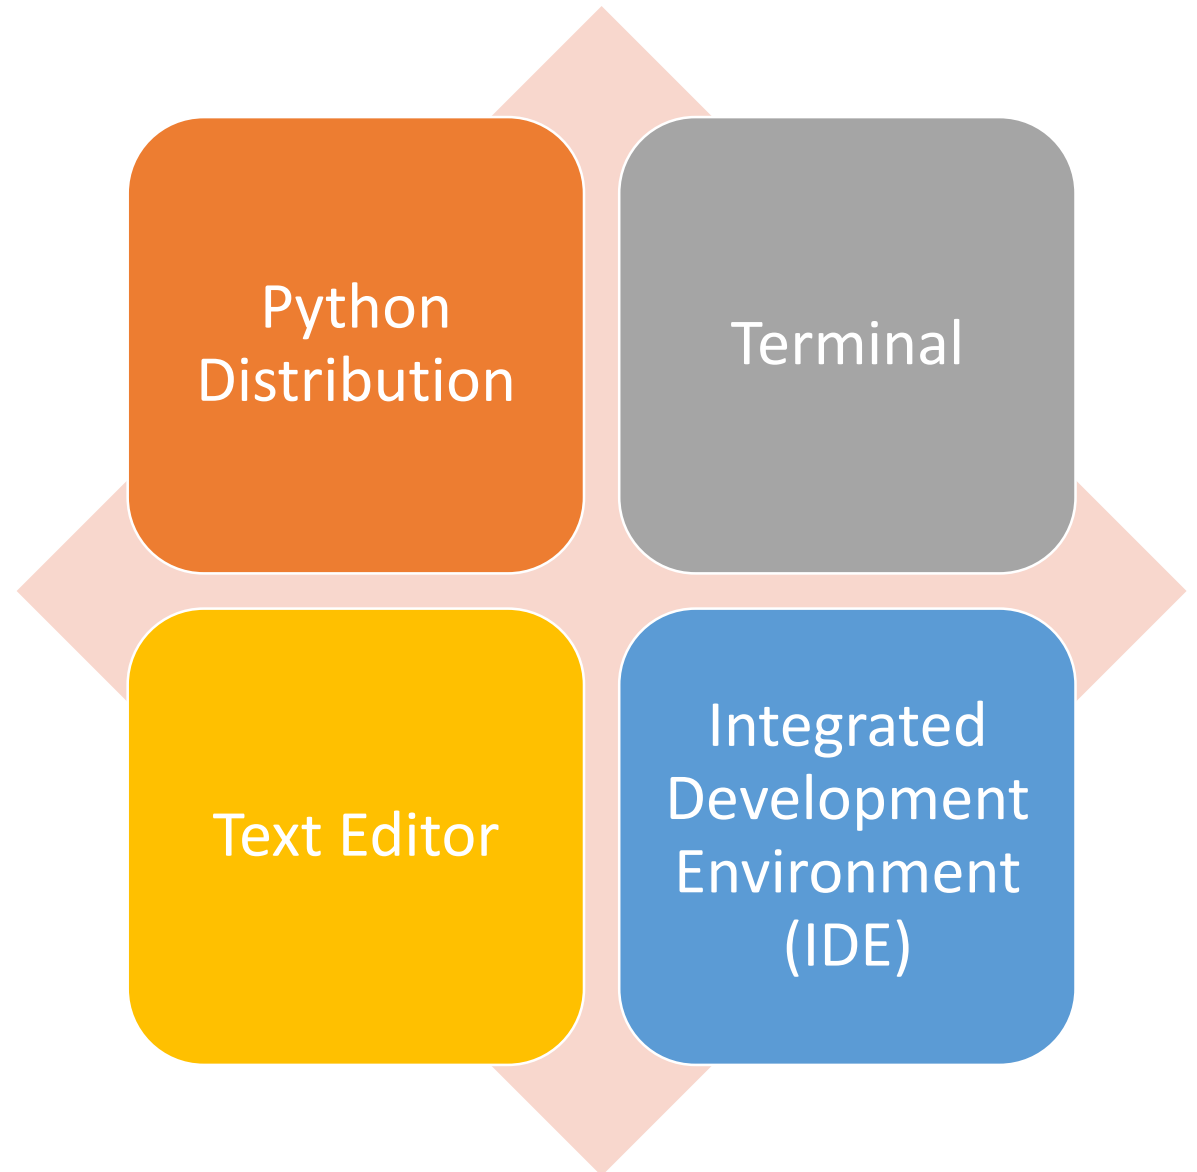 Python
Distribution
Terminal
Text Editor
Integrated
Development
Environment
(IDE)